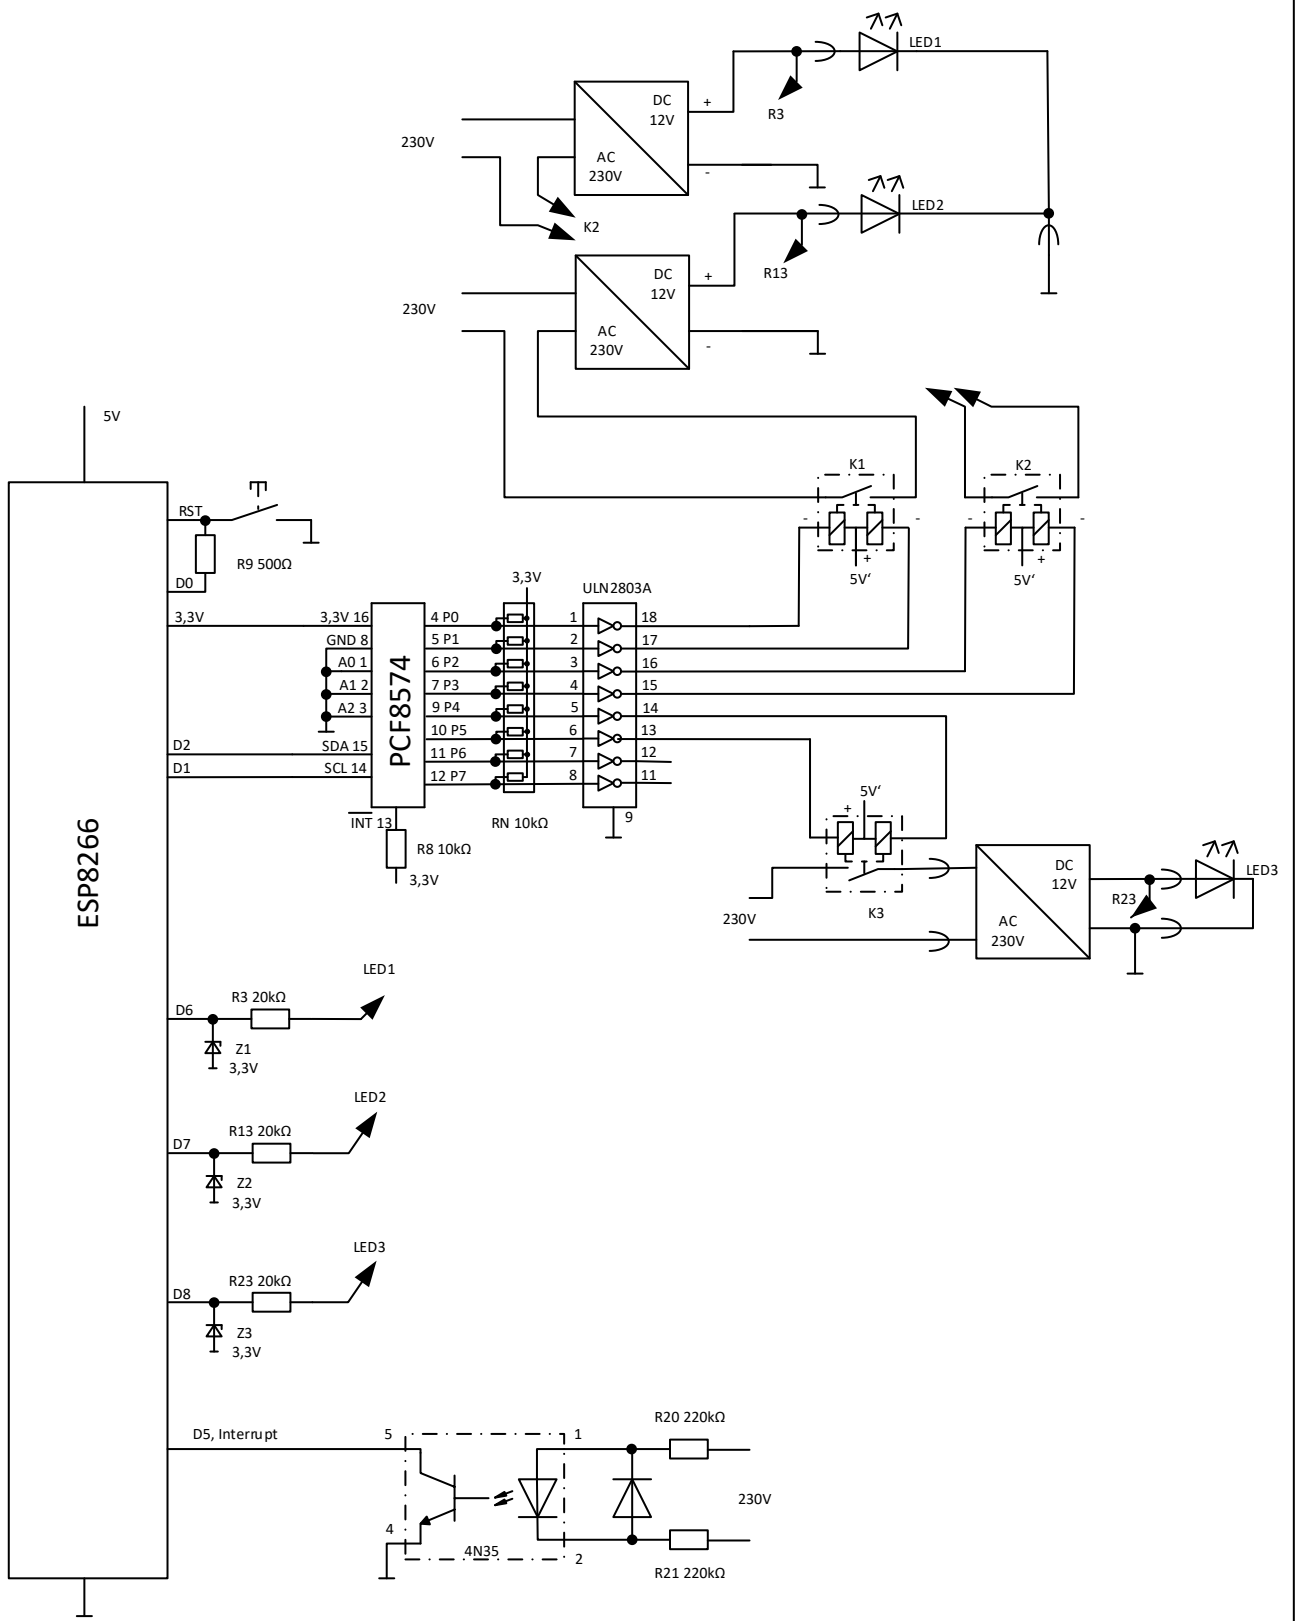 LED1
DC
12V
+
R3
230V
AC
230V
-
K2
LED2
DC
12V
+
R13
230V
AC
230V
-
5V
K1
K2
RST
- - - -
+ +
R9 500Ω
5V‘ 5V‘
D0
3,3V
ULN2803A
3,3V 3,3V 16 4 P0 1 18
GND 8 5 P1 2 17
A0 1 6 P2 3 16
A1 2 7 P3 4 15
A2 3 9 P4 5 14
10 P5 6 13
D2 SDA 15 11 P6 7 12
D1 SCL 14 12 P7 8 11
PCF8574
INT 13
RN 10kΩ
9
5V‘
+
R8 10kΩ
3,3V
ESP8266
DC
12V
LED3
R23
K3
230V
AC
230V
LED1
D6
R3 20kΩ
Z1
3,3V
LED2
D7
R13 20kΩ
Z2
3,3V
LED3
D8
R23 20kΩ
Z3
3,3V
R20 220kΩ
D5, Interrupt
5
1
230V
4
4N35
2
R21 220kΩ